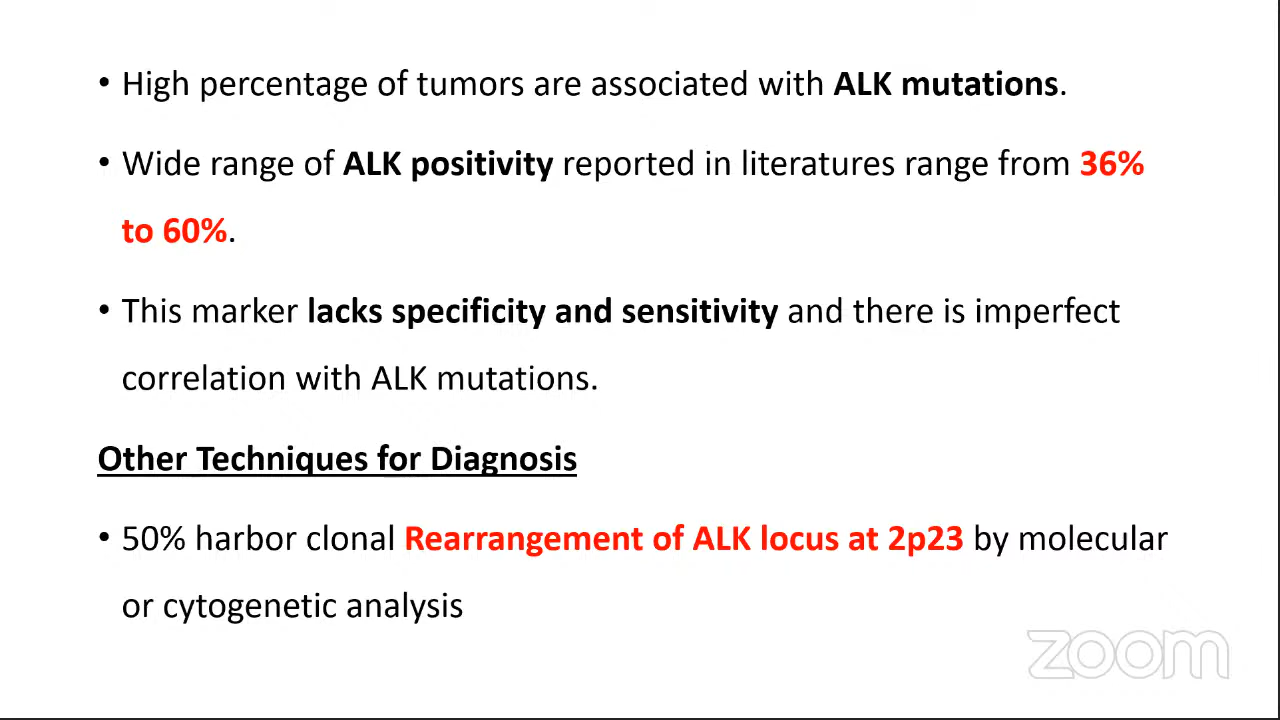 • High percentage of tumors are associated with ALK mutations.
• Wide range of ALK positivity reported in literatures range from 36%
to 60%.
• This marker lacks specificity and sensitivity and there is imperfect
correlation with ALK mutations.
Other Techniques for Diagnosis
• 50% harbor clonal Rearrangement of ALK locus at 2p23 by molecular
or cytogenetic analysis
zoom